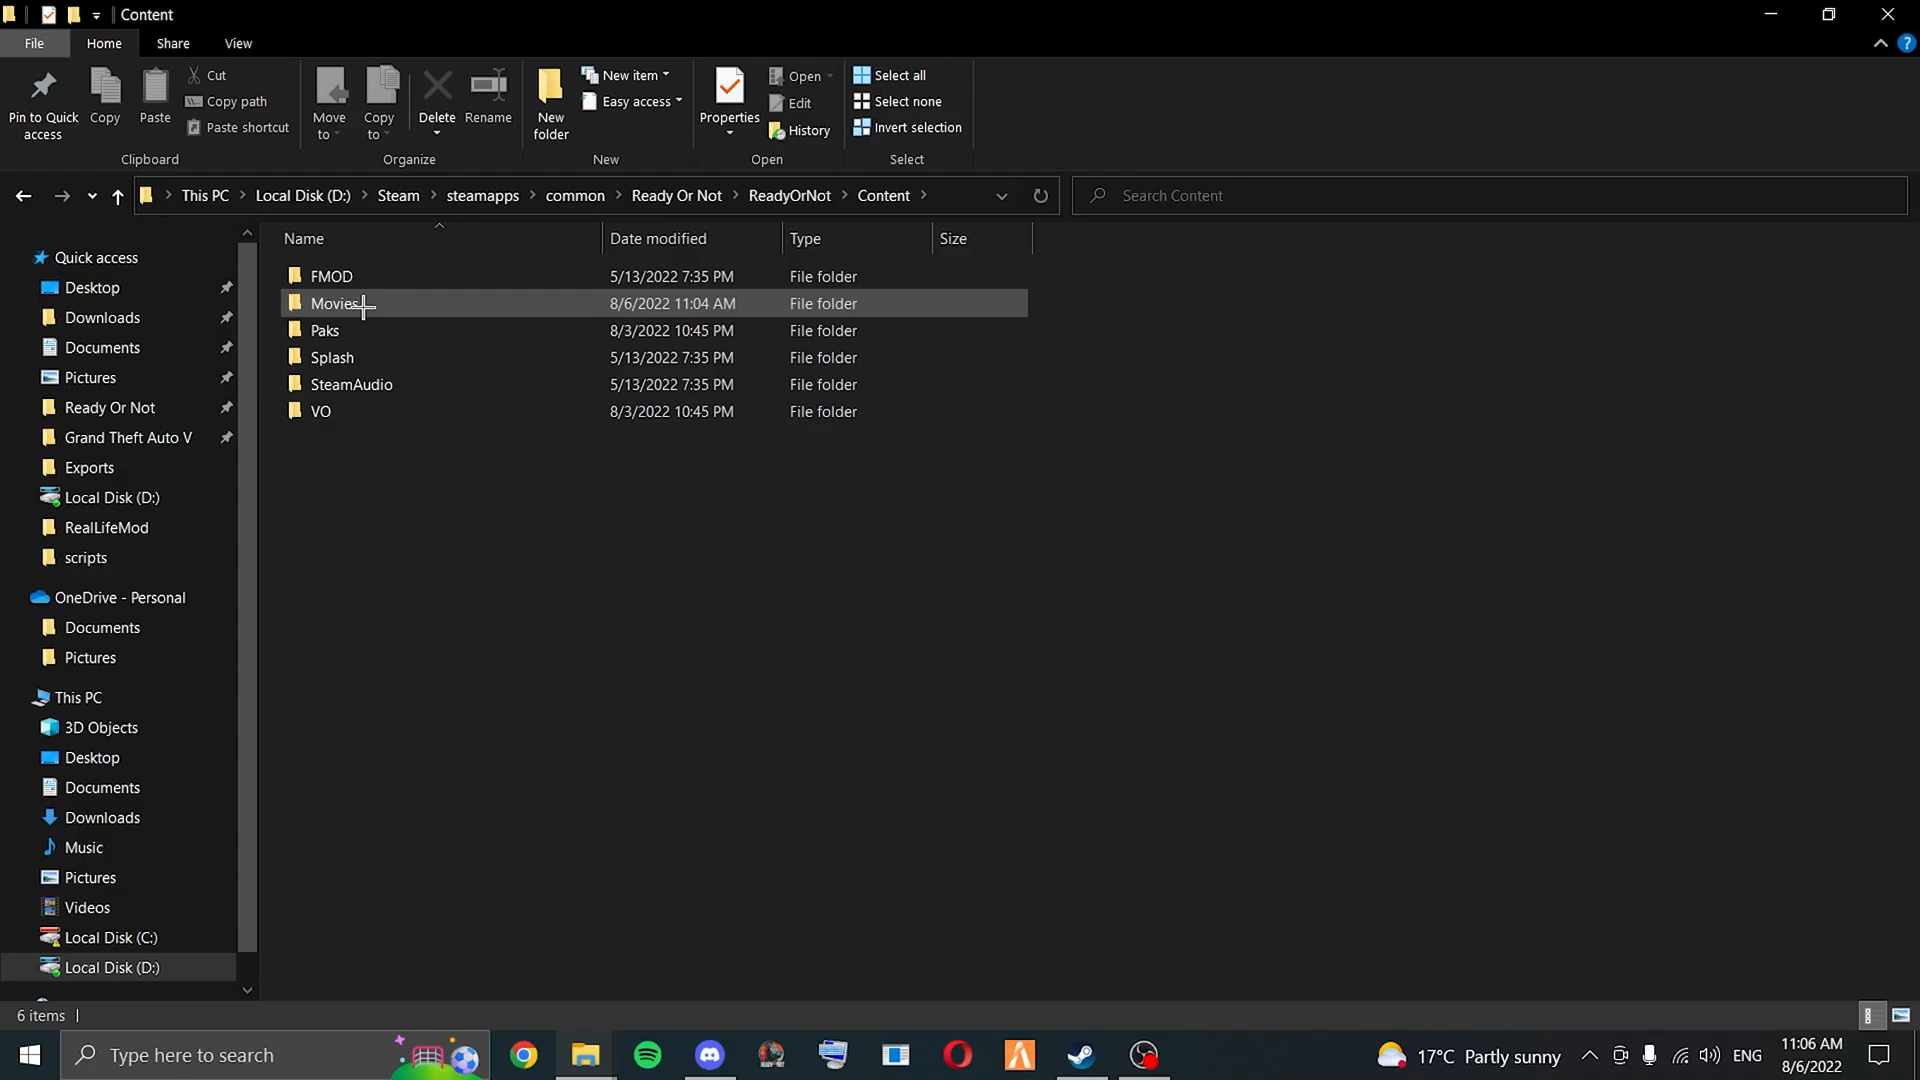 Content
File
Home
Share
View
Pin to Quick access
Copy
Paste
Cut
Copy path
Paste shortcut
Clipboard
Move to
Copy to
Delete
Rename
Organize
New folder
New item
Easy access
New
Properties
Open
Edit
History
Open
Select all
Select none
Invert selection
Select
This PC
Local Disk (D:)
Steam
steamapps
common
Ready Or Not
ReadyOrNot
Content
Search Content
Name
Date modified
Type
Size
FMOD 5/13/2022 7:35 PM File folder
Movies 8/6/2022 11:04 AM File folder
Paks 8/3/2022 10:45 PM File folder
Splash 5/13/2022 7:35 PM File folder
SteamAudio 5/13/2022 7:35 PM File folder
VO 8/3/2022 10:45 PM File folder
Quick access
Desktop
Downloads
Documents
Pictures
Ready Or Not
Grand Theft Auto V
Exports
Local Disk (D:)
RealLifeMod
scripts
OneDrive - Personal
Documents
Pictures
This PC
3D Objects
Desktop
Documents
Downloads
Music
Pictures
Videos
Local Disk (C:)
Local Disk (D:)
6 items
Type here to search
17°C Partly sunny
ENG
11:06 AM
8/6/2022